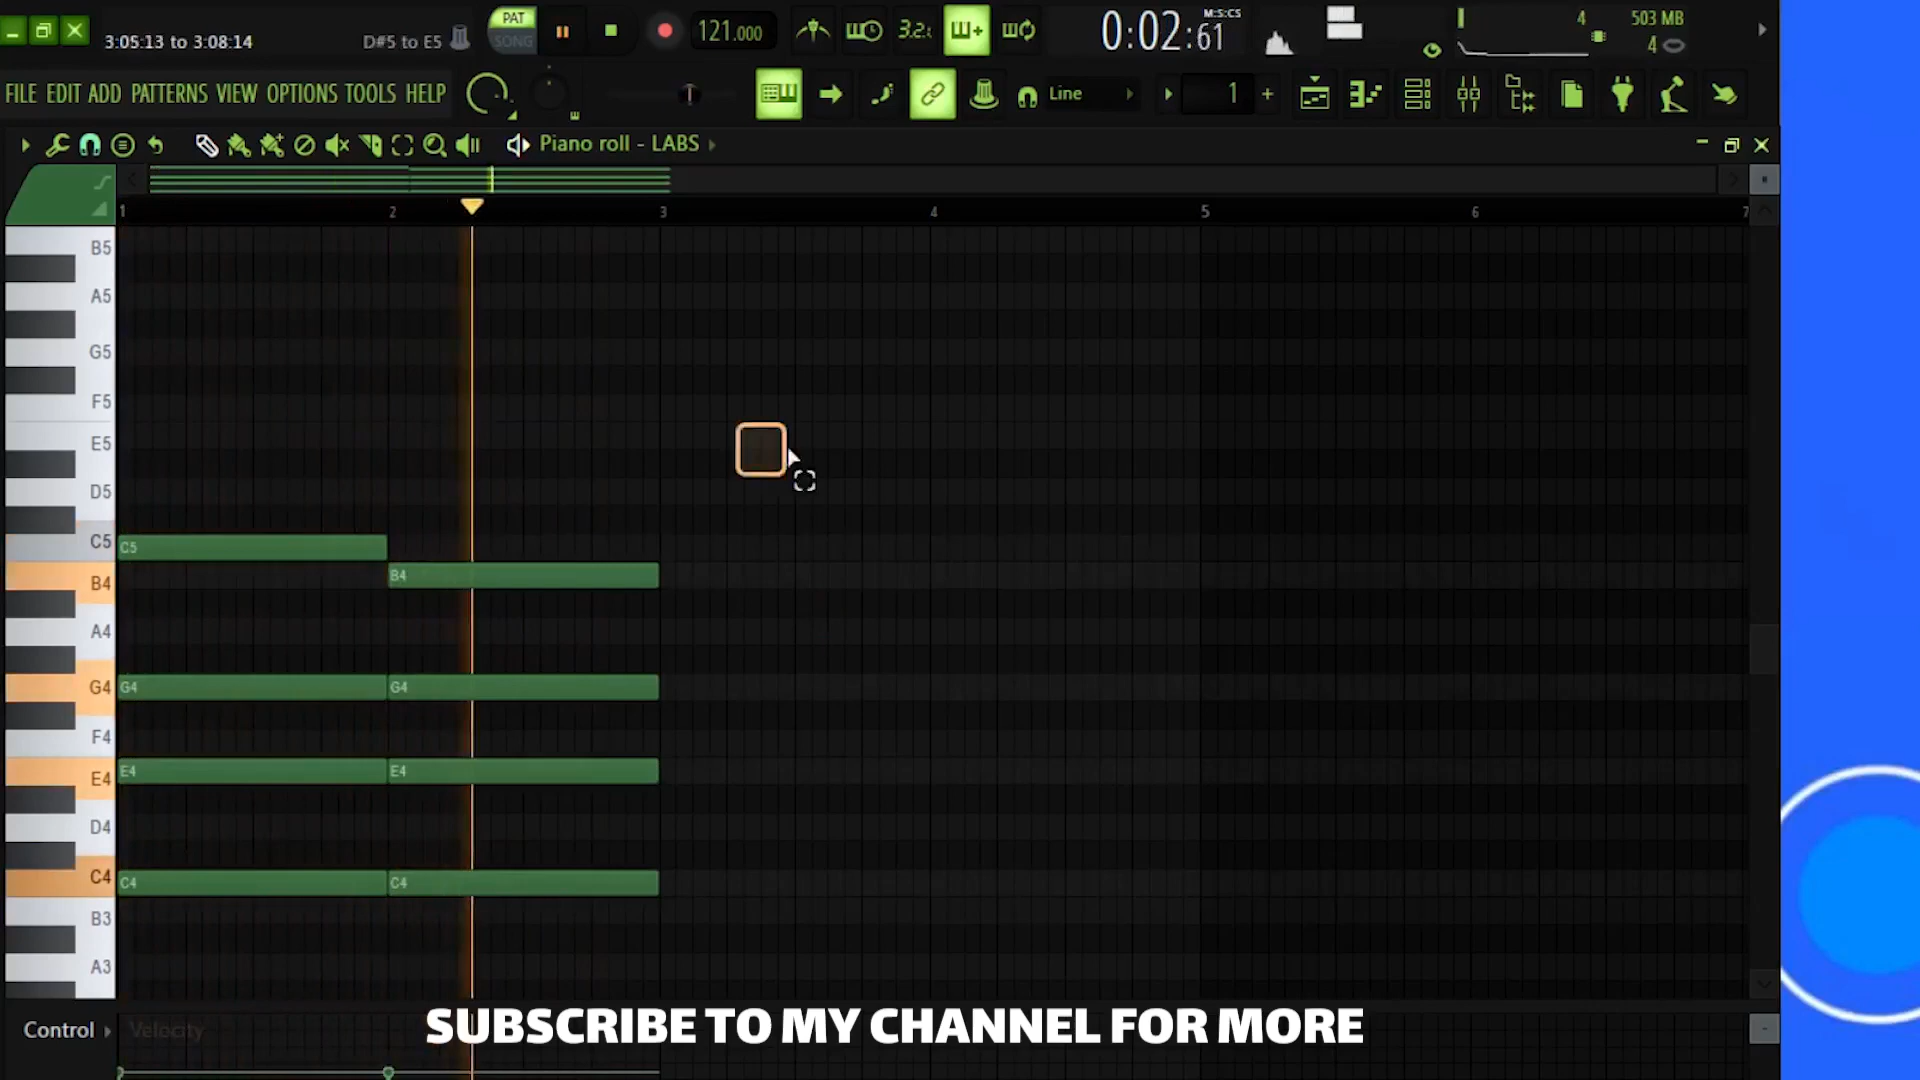 3:05:13 to 3:08:14
D#5 to E5
PAT
SONG
121.000
3.2
0:02:61
M:S:CS
4
503 MB
4
FILE EDIT ADD PATTERNS VIEW OPTIONS TOOLS HELP
Line
1
Piano roll - LABS
1 2 3 4 5 6 7
B5
A5
G5
F5
E5
D5
C5 C5
B4 B4
A4
G4 G4 G4
F4
E4 E4 E4
D4
C4 C4 C4
B3
A3
Control Velocity
SUBSCRIBE TO MY CHANNEL FOR MORE